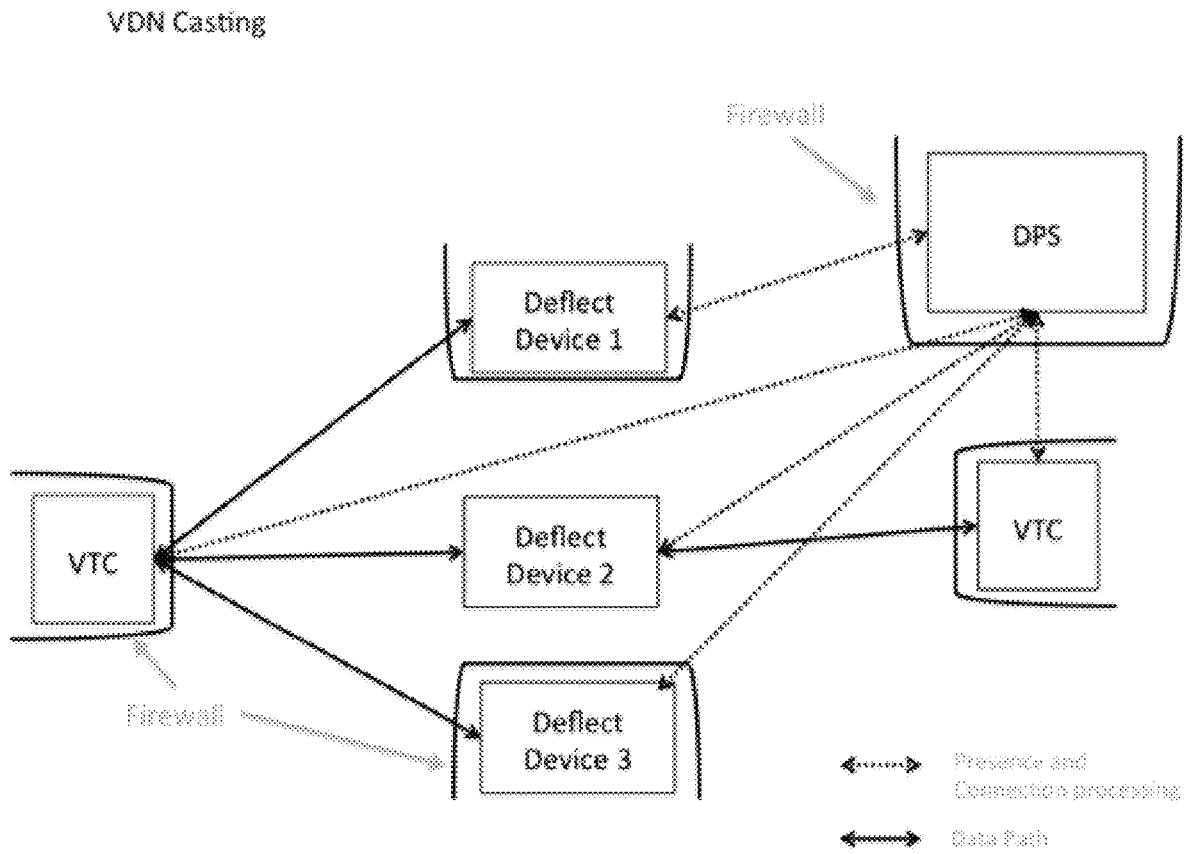 VDN Casting
Firewall
DPS
Deflect
Device 1
VTC
Deflect
Device 2
VTC
Firewall
Deflect
Device 3
Presence and
Connection processing
Data Path